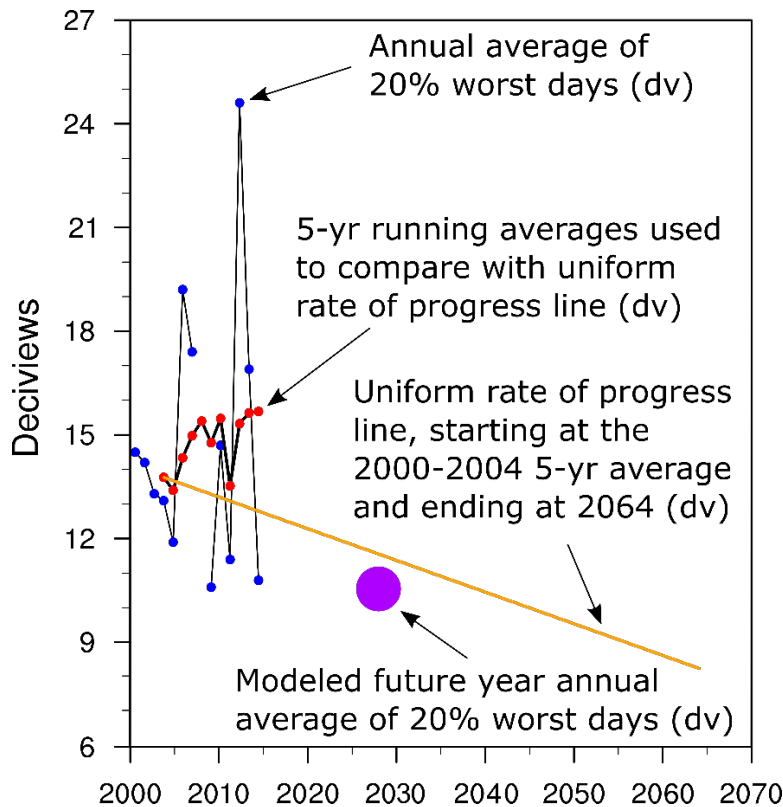 27
24
21
18
15
12
9
6
Deciviews
Annual average of
20% worst days (dv)
5-yr running averages used
to compare with uniform
rate of progress line (dv)
Uniform rate of progress
line, starting at the
2000-2004 5-yr average
and ending at 2064 (dv)
Modeled future year annual
average of 20% worst days (dv)
2000 2010 2020 2030 2040 2050 2060 2070